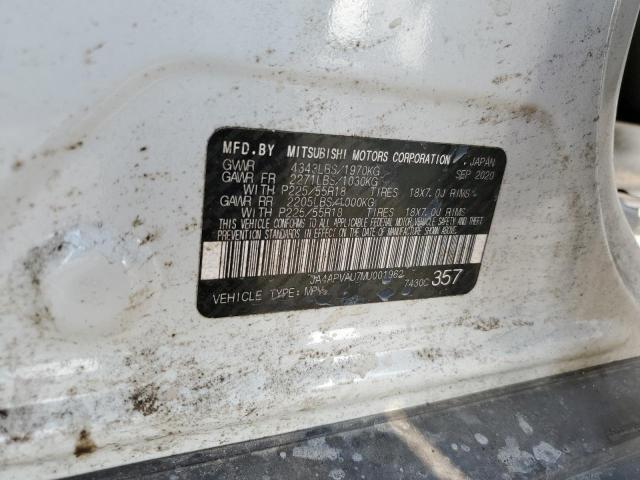 MFD.BY MITSUBISHI MOTORS CORPORATION, JAPAN
GVWR 4343LBS/1970KG SEP 2020
GAWR FR 2271LBS/1030KG
WITH P225/55R18 TIRES 18X7.0J RIMS
GAWR RR 2205LBS/1000KG
WITH P225/55R18 TIRES 18X7.0J RIMS
THIS VEHICLE CONFORMS TO ALL APPLICABLE FEDERAL MOTOR VEHICLE SAFETY, BUMPER, AND THEFT
PREVENTION STANDARDS IN EFFECT ON THE DATE OF MANUFACTURE SHOWN ABOVE.
JA4APVAU7MU001962
VEHICLE TYPE: MPV 7430C 357